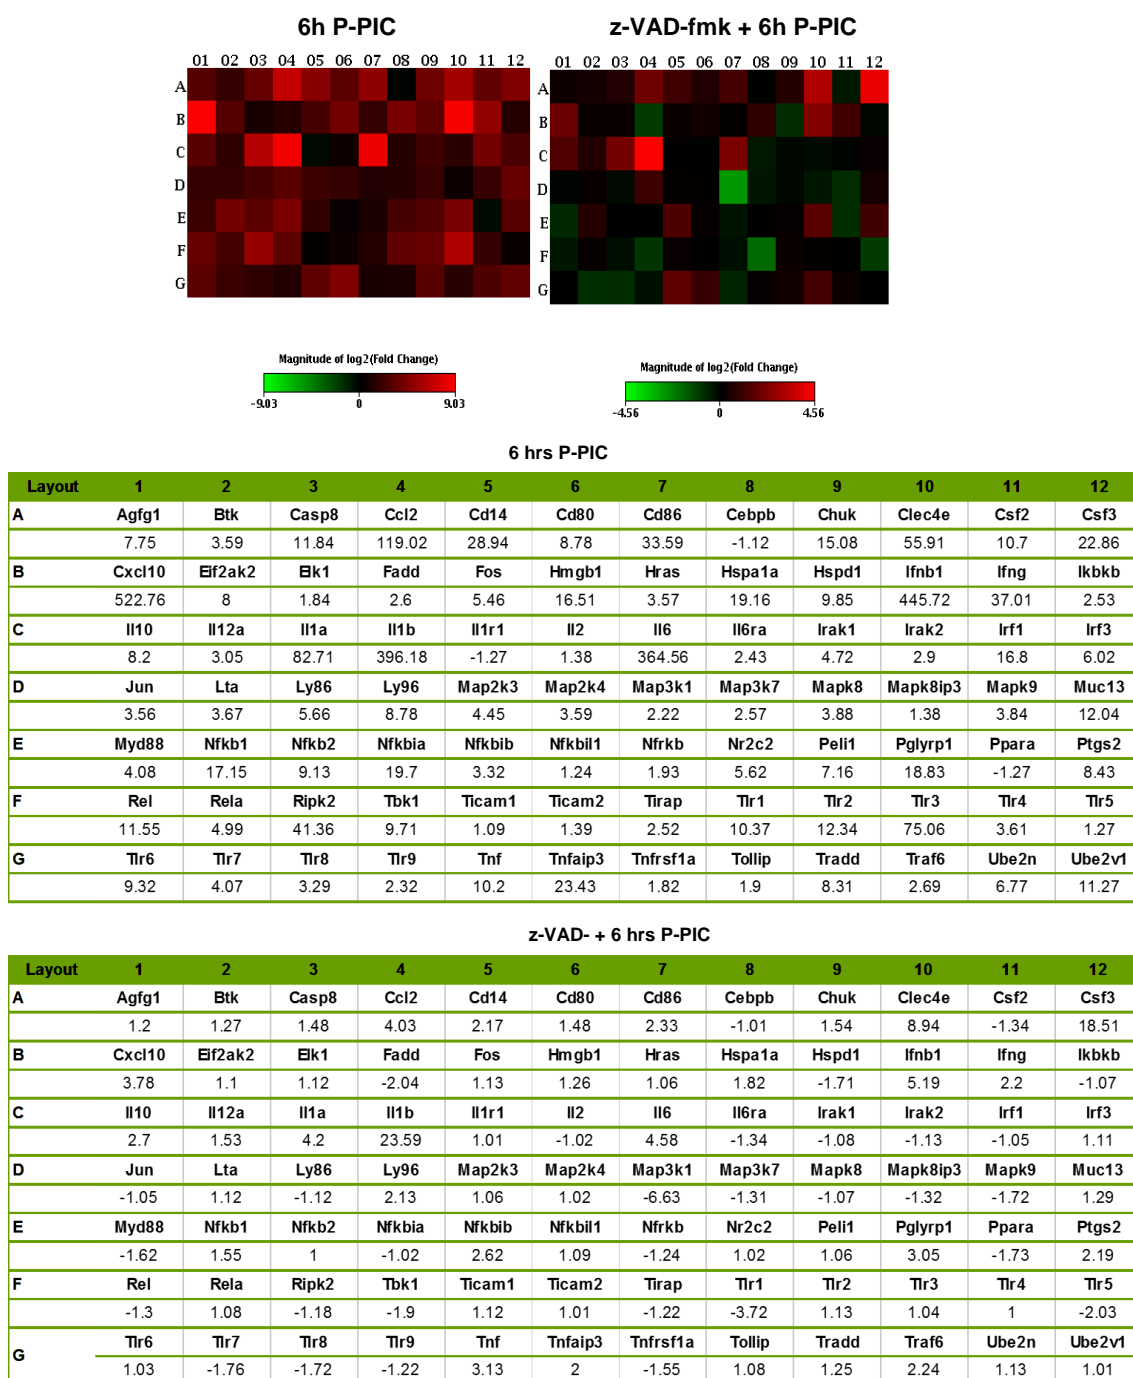 6h P-PIC z-VAD-fmk + 6h P-PIC
01 02 03 04 05 06 07 08 09 10 11 12 01 02 03 04 05 06 07 08 09 10 11 12
A A
B B
C C
D D
E E
F F
G G
Magnitude of log2(Fold Change) Magnitude of log2(Fold Change)
-9.03 0 9.03 -4.56 0 4.56
6 hrs P-PIC
Layout 1 2 3 4 5 6 7 8 9 10 11 12
A Agfg1 Btk Casp8 Ccl2 Cd14 Cd80 Cd86 Cebpb Chuk Clec4e Csf2 Csf3
7.75 3.59 11.84 119.02 28.94 8.78 33.59 -1.12 15.08 55.91 10.7 22.86
B Cxcl10 Eif2ak2 Elk1 Fadd Fos Hmgb1 Hras Hspa1a Hspd1 Ifnb1 Ifng Ikbkb
522.76 8 1.84 2.6 5.46 16.51 3.57 19.16 9.85 445.72 37.01 2.53
C Il10 Il12a Il1a Il1b Il1r1 Il2 Il6 Il6ra Irak1 Irak2 Irf1 Irf3
8.2 3.05 82.71 396.18 -1.27 1.38 364.56 2.43 4.72 2.9 16.8 6.02
D Jun Lta Ly86 Ly96 Map2k3 Map2k4 Map3k1 Map3k7 Mapk8 Mapk8ip3 Mapk9 Muc13
3.56 3.67 5.66 8.78 4.45 3.59 2.22 2.57 3.88 1.38 3.84 12.04
E Myd88 Nfkb1 Nfkb2 Nfkbia Nfkbib Nfkbil1 Nfrkb Nr2c2 Peli1 Pglyrp1 Ppara Ptgs2
4.08 17.15 9.13 19.7 3.32 1.24 1.93 5.62 7.16 18.83 -1.27 8.43
F Rel Rela Ripk2 Tbk1 Ticam1 Ticam2 Tirap Tlr1 Tlr2 Tlr3 Tlr4 Tlr5
11.55 4.99 41.36 9.71 1.09 1.39 2.52 10.37 12.34 75.06 3.61 1.27
G Tlr6 Tlr7 Tlr8 Tlr9 Tnf Tnfaip3 Tnfrsf1a Tollip Tradd Traf6 Ube2n Ube2v1
9.32 4.07 3.29 2.32 10.2 23.43 1.82 1.9 8.31 2.69 6.77 11.27
z-VAD- + 6 hrs P-PIC
Layout 1 2 3 4 5 6 7 8 9 10 11 12
A Agfg1 Btk Casp8 Ccl2 Cd14 Cd80 Cd86 Cebpb Chuk Clec4e Csf2 Csf3
1.2 1.27 1.48 4.03 2.17 1.48 2.33 -1.01 1.54 8.94 -1.34 18.51
B Cxcl10 Eif2ak2 Elk1 Fadd Fos Hmgb1 Hras Hspa1a Hspd1 Ifnb1 Ifng Ikbkb
3.78 1.1 1.12 -2.04 1.13 1.26 1.06 1.82 -1.71 5.19 2.2 -1.07
C Il10 Il12a Il1a Il1b Il1r1 Il2 Il6 Il6ra Irak1 Irak2 Irf1 Irf3
2.7 1.53 4.2 23.59 1.01 -1.02 4.58 -1.34 -1.08 -1.13 -1.05 1.11
D Jun Lta Ly86 Ly96 Map2k3 Map2k4 Map3k1 Map3k7 Mapk8 Mapk8ip3 Mapk9 Muc13
-1.05 1.12 -1.12 2.13 1.06 1.02 -6.63 -1.31 -1.07 -1.32 -1.72 1.29
E Myd88 Nfkb1 Nfkb2 Nfkbia Nfkbib Nfkbil1 Nfrkb Nr2c2 Peli1 Pglyrp1 Ppara Ptgs2
-1.62 1.55 1 -1.02 2.62 1.09 -1.24 1.02 1.06 3.05 -1.73 2.19
F Rel Rela Ripk2 Tbk1 Ticam1 Ticam2 Tirap Tlr1 Tlr2 Tlr3 Tlr4 Tlr5
-1.3 1.08 -1.18 -1.9 1.12 1.01 -1.22 -3.72 1.13 1.04 1 -2.03
G Tlr6 Tlr7 Tlr8 Tlr9 Tnf Tnfaip3 Tnfrsf1a Tollip Tradd Traf6 Ube2n Ube2v1
1.03 -1.76 -1.72 -1.22 3.13 2 -1.55 1.08 1.25 2.24 1.13 1.01